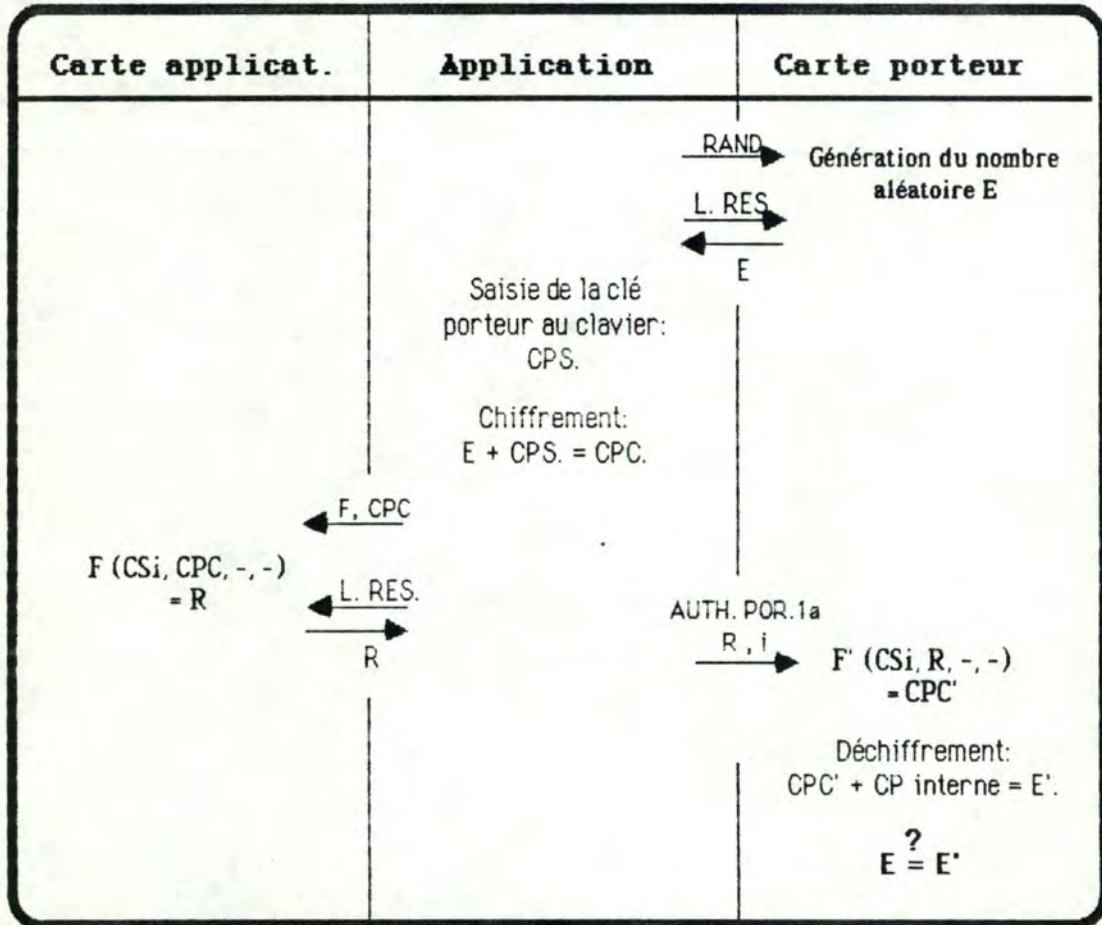 Carte applicat.
Application
Carte porteur
RAND
Génération du nombre
aléatoire E
L. RES
E
Saisie de la clé
porteur au clavier:
CPS.
Chiffrement:
E + CPS. = CPC.
F, CPC
F (CSi, CPC, -, -)
= R
L. RES.
R
AUTH. POR. 1a
R , i
F' (CSi, R, -, -)
= CPC'
Déchiffrement:
CPC' + CP interne = E'.
?
E = E'